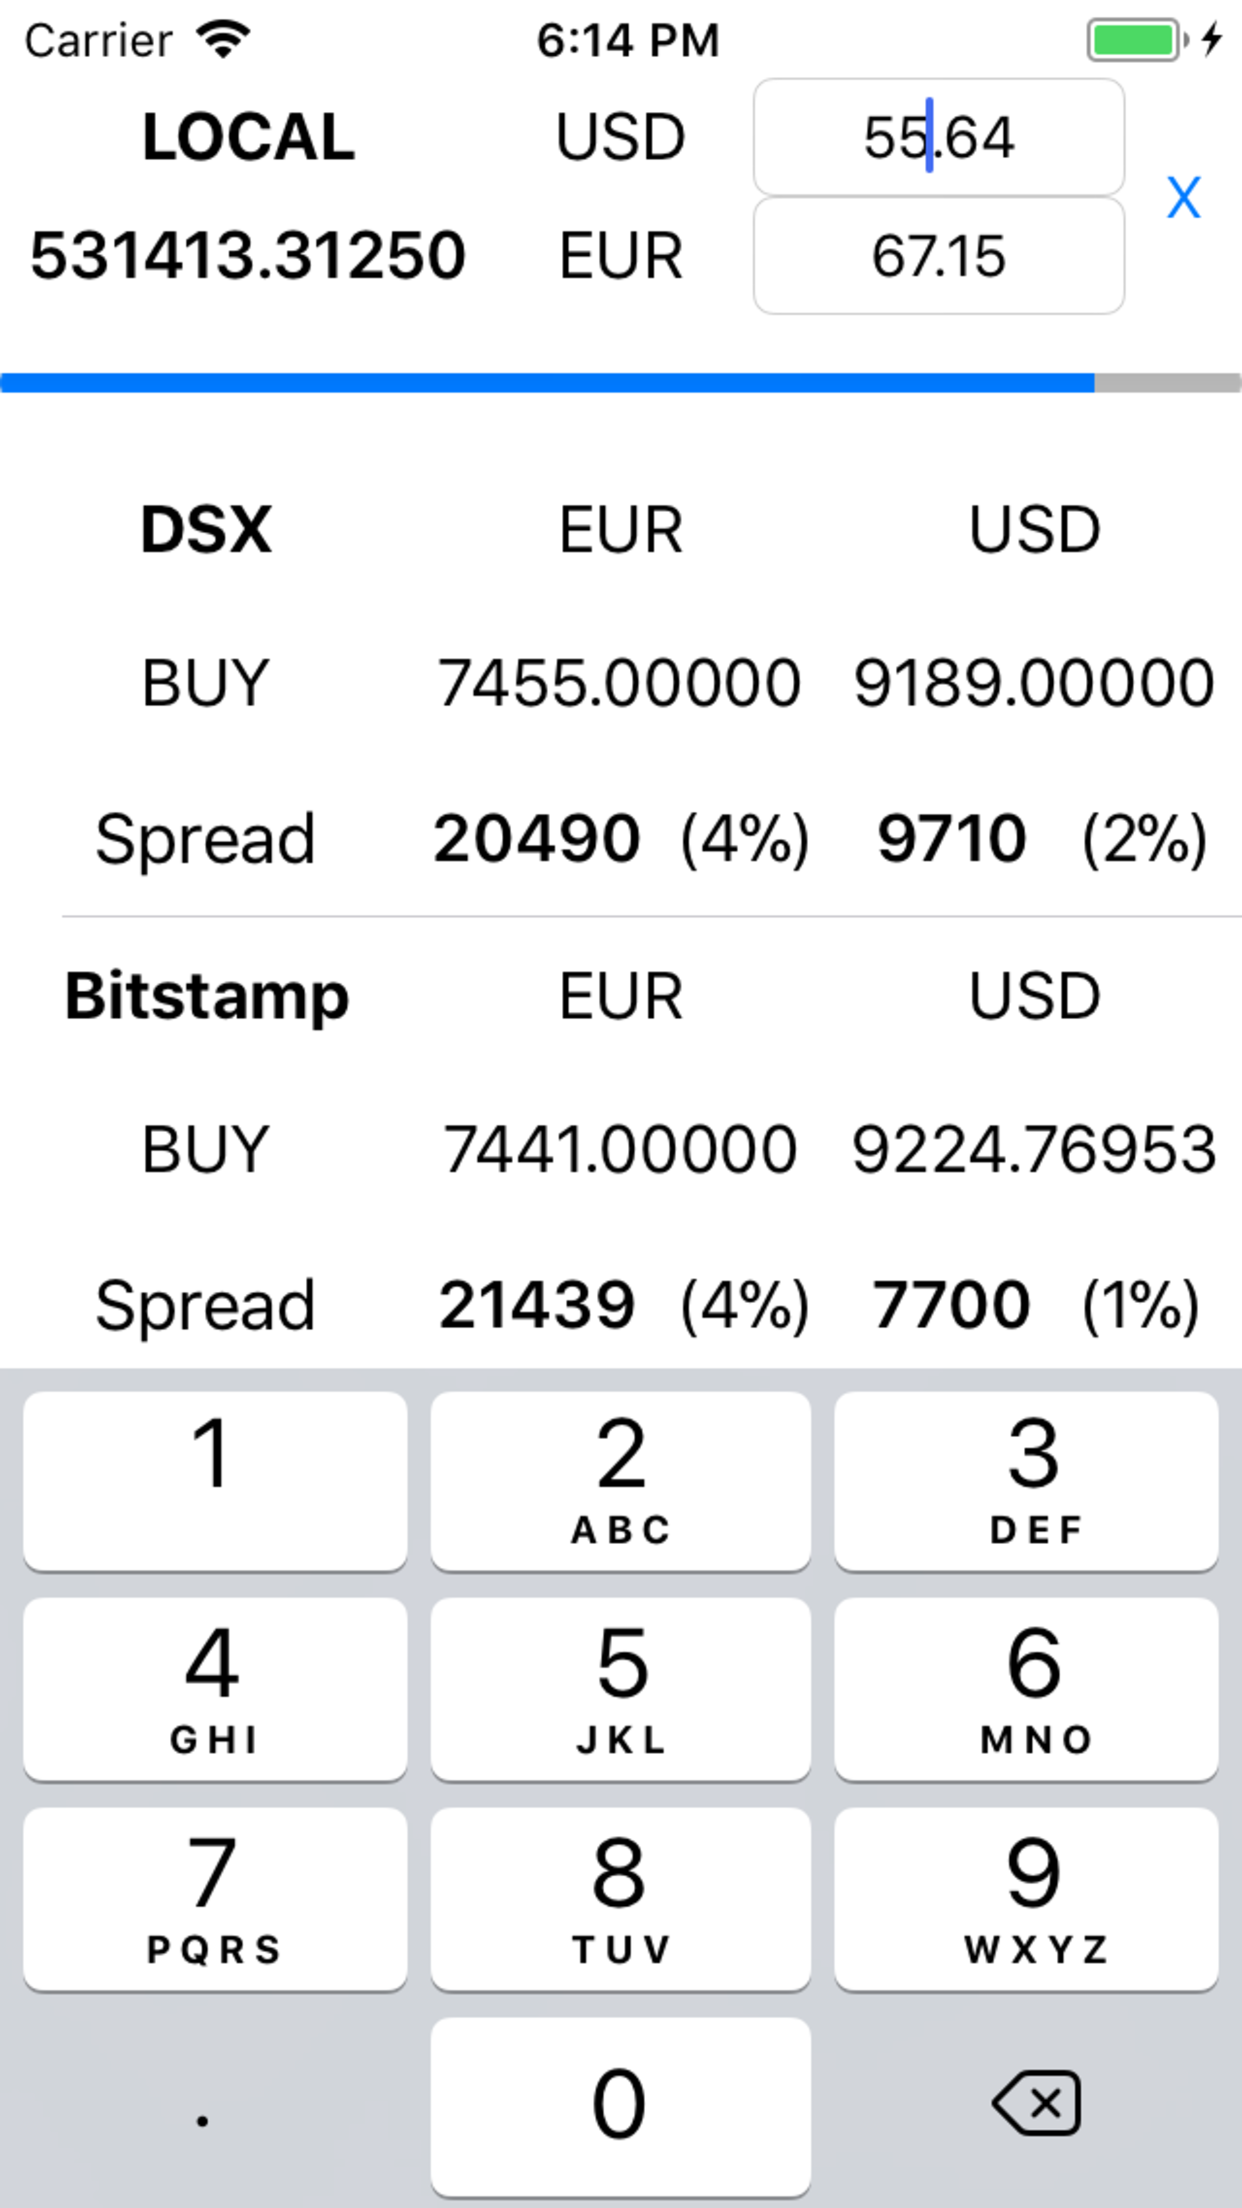 Carrier 6:14 PM
LOCAL USD 55.64
X
531413.31250 EUR 67.15
DSX EUR USD
BUY 7455.00000 9189.00000
Spread 20490 (4%) 9710 (2%)
Bitstamp EUR USD
BUY 7441.00000 9224.76953
Spread 21439 (4%) 7700 (1%)
1 2 3
ABC DEF
4 5 6
GHI JKL MNO
7 8 9
PQRS TUV WXYZ
. 0